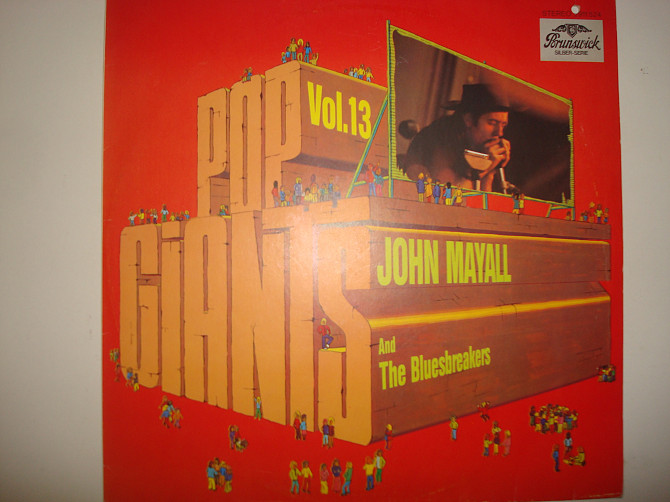 Brunswick
SILBER-SERIE
Vol.13
POP
GiANTS
JOHN MAYALL
And
The Bluesbreakers